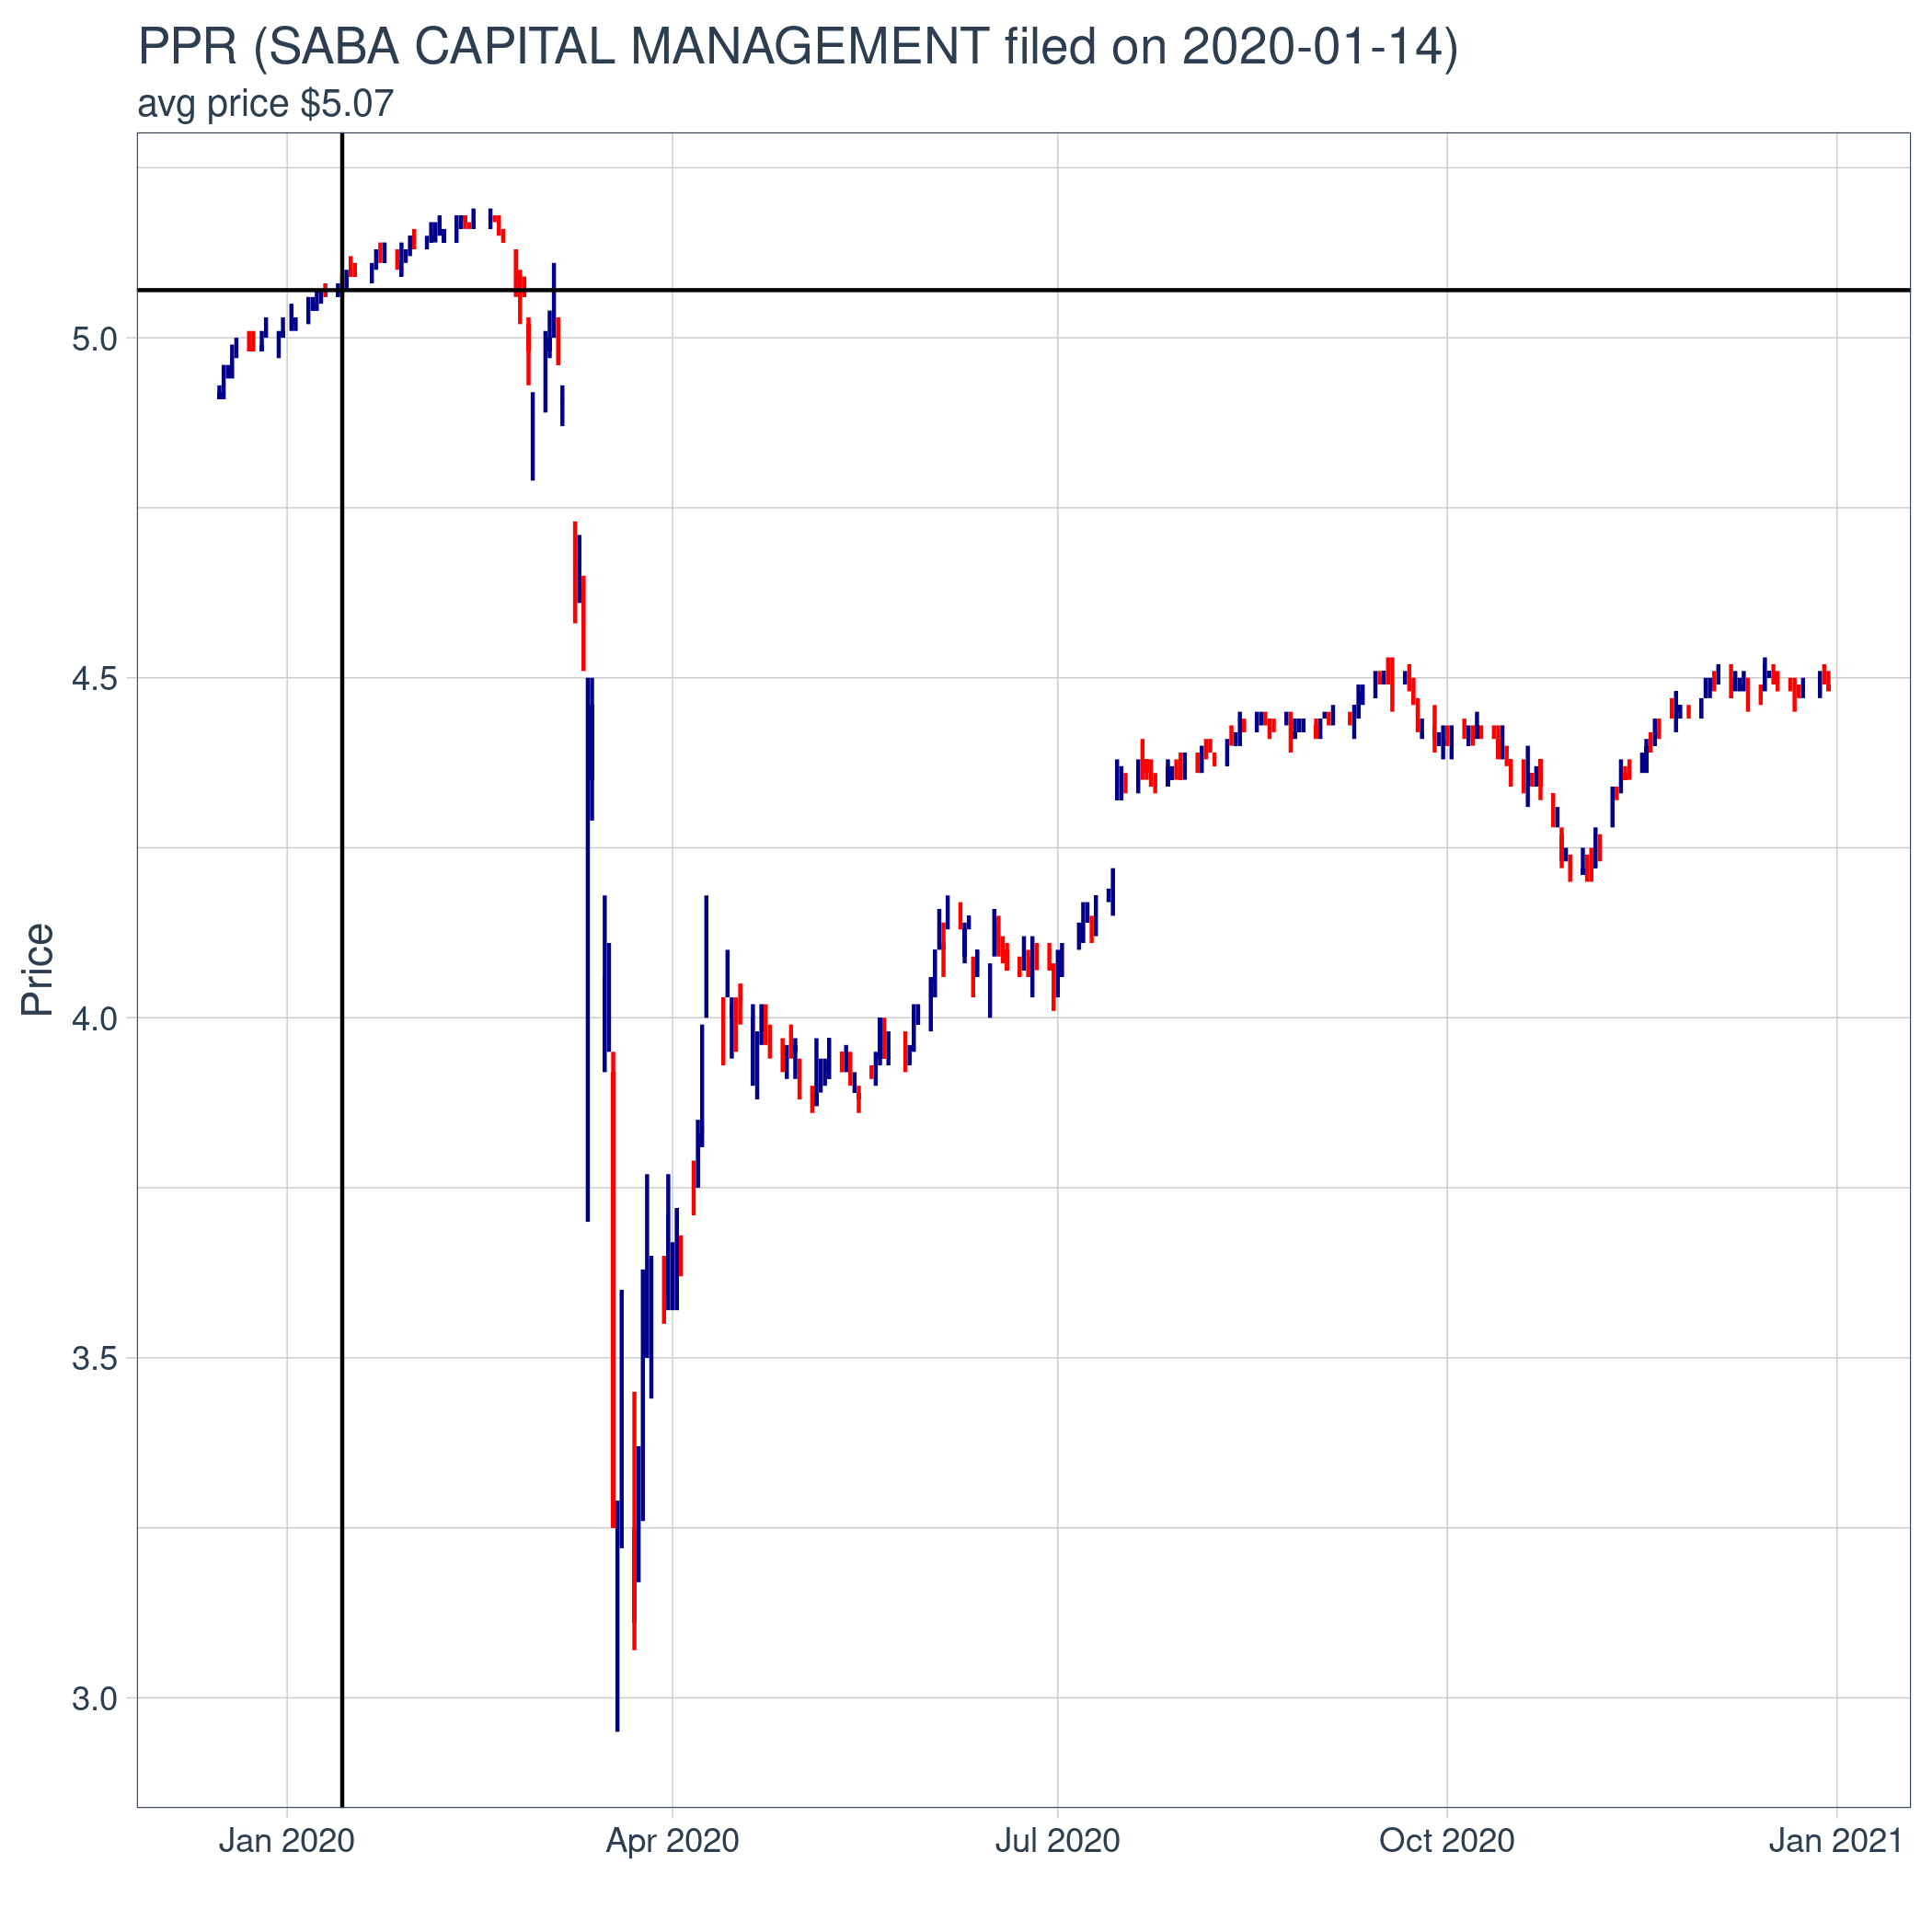 PPR (SABA CAPITAL MANAGEMENT filed on 2020-01-14)
avg price $5.07
5.0
4.5
4.0
3.5
3.0
Price
Jan 2020
Apr 2020
Jul 2020
Oct 2020
Jan 2021